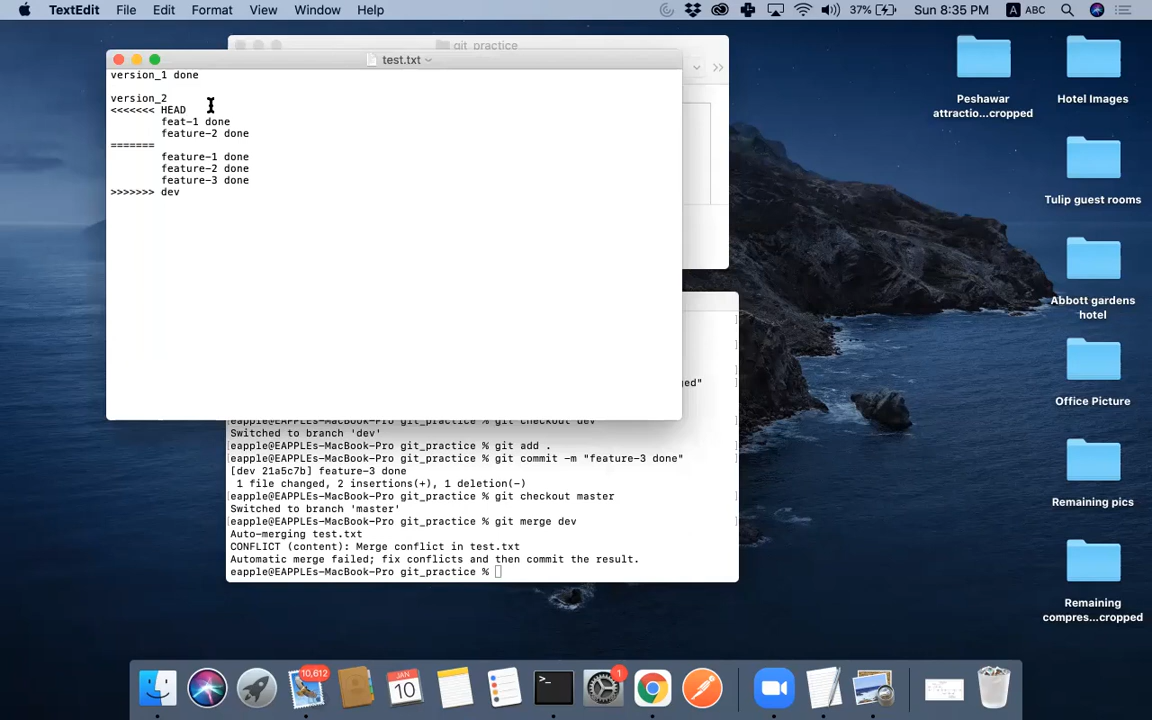 TextEdit File Edit Format View Window Help 37% Sun 8:35 PM A ABC
git_practice
test.txt
version_1 done
version_2
<<<<<<< HEAD
feat-1 done
feature-2 done
=======
feature-1 done
feature-2 done
feature-3 done
>>>>>>> dev
]
]
]
ged"
eapple@EAPPLEs-MacBook-Pro git_practice % git checkout dev
Switched to branch 'dev'
[eapple@EAPPLEs-MacBook-Pro git_practice % git add . ]
[eapple@EAPPLEs-MacBook-Pro git_practice % git commit -m "feature-3 done" ]
[dev 21a5c7b] feature-3 done
1 file changed, 2 insertions(+), 1 deletion(-)
[eapple@EAPPLEs-MacBook-Pro git_practice % git checkout master ]
Switched to branch 'master'
[eapple@EAPPLEs-MacBook-Pro git_practice % git merge dev ]
Auto-merging test.txt
CONFLICT (content): Merge conflict in test.txt
Automatic merge failed; fix conflicts and then commit the result.
eapple@EAPPLEs-MacBook-Pro git_practice %
Peshawar
attractio...cropped
Hotel Images
Tulip guest rooms
Abbott gardens
hotel
Office Picture
Remaining pics
Remaining
compres...cropped
10,612
JAN
10
1